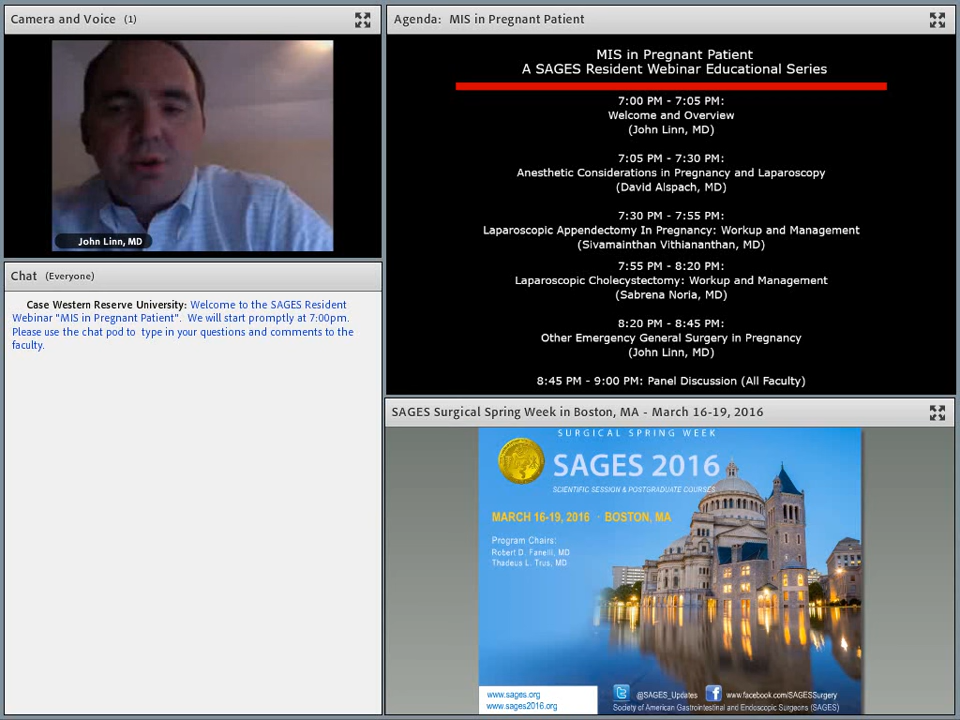 Camera and Voice (1)
John Linn, MD
Chat (Everyone)
Case Western Reserve University: Welcome to the SAGES Resident
Webinar "MIS in Pregnant Patient". We will start promptly at 7:00pm.
Please use the chat pod to type in your questions and comments to the
faculty.
Agenda: MIS in Pregnant Patient
MIS in Pregnant Patient
A SAGES Resident Webinar Educational Series
7:00 PM - 7:05 PM:
Welcome and Overview
(John Linn, MD)
7:05 PM - 7:30 PM:
Anesthetic Considerations in Pregnancy and Laparoscopy
(David Alspach, MD)
7:30 PM - 7:55 PM:
Laparoscopic Appendectomy In Pregnancy: Workup and Management
(Sivamainthan Vithiananthan, MD)
7:55 PM - 8:20 PM:
Laparoscopic Cholecystectomy: Workup and Management
(Sabrena Noria, MD)
8:20 PM - 8:45 PM:
Other Emergency General Surgery in Pregnancy
(John Linn, MD)
8:45 PM - 9:00 PM: Panel Discussion (All Faculty)
SAGES Surgical Spring Week in Boston, MA - March 16-19, 2016
SURGICAL SPRING WEEK
SAGES 2016
SCIENTIFIC SESSION & POSTGRADUATE COURSES
MARCH 16-19, 2016 · BOSTON, MA
Program Chairs:
Robert D. Fanelli, MD
Thadeus L. Trus, MD
www.sages.org
www.sages2016.org
@SAGES_Updates
www.facebook.com/SAGESSurgery
Society of American Gastrointestinal and Endoscopic Surgeons (SAGES)